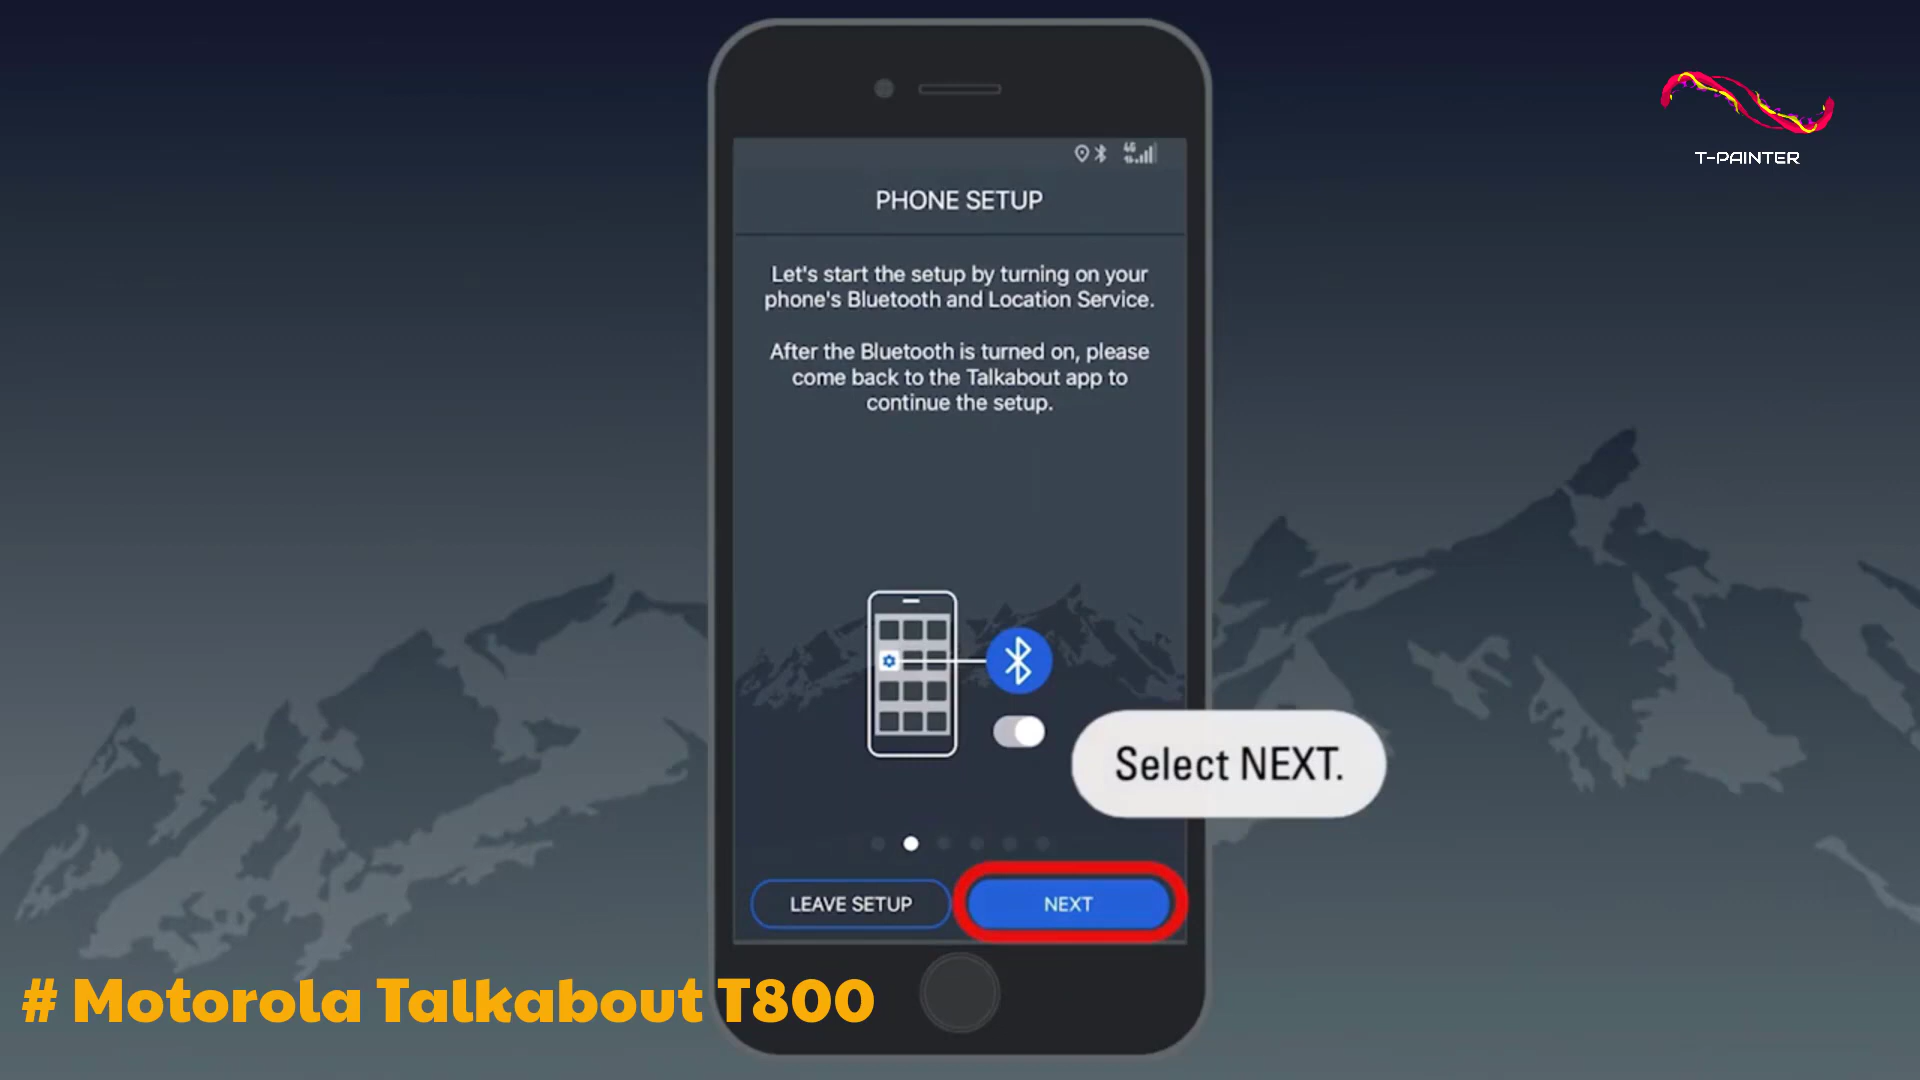 T-PAINTER
4G
PHONE SETUP
Let's start the setup by turning on your
phone's Bluetooth and Location Service.
After the Bluetooth is turned on, please
come back to the Talkabout app to
continue the setup.
Select NEXT.
LEAVE SETUP
NEXT
# Motorola Talkabout T800